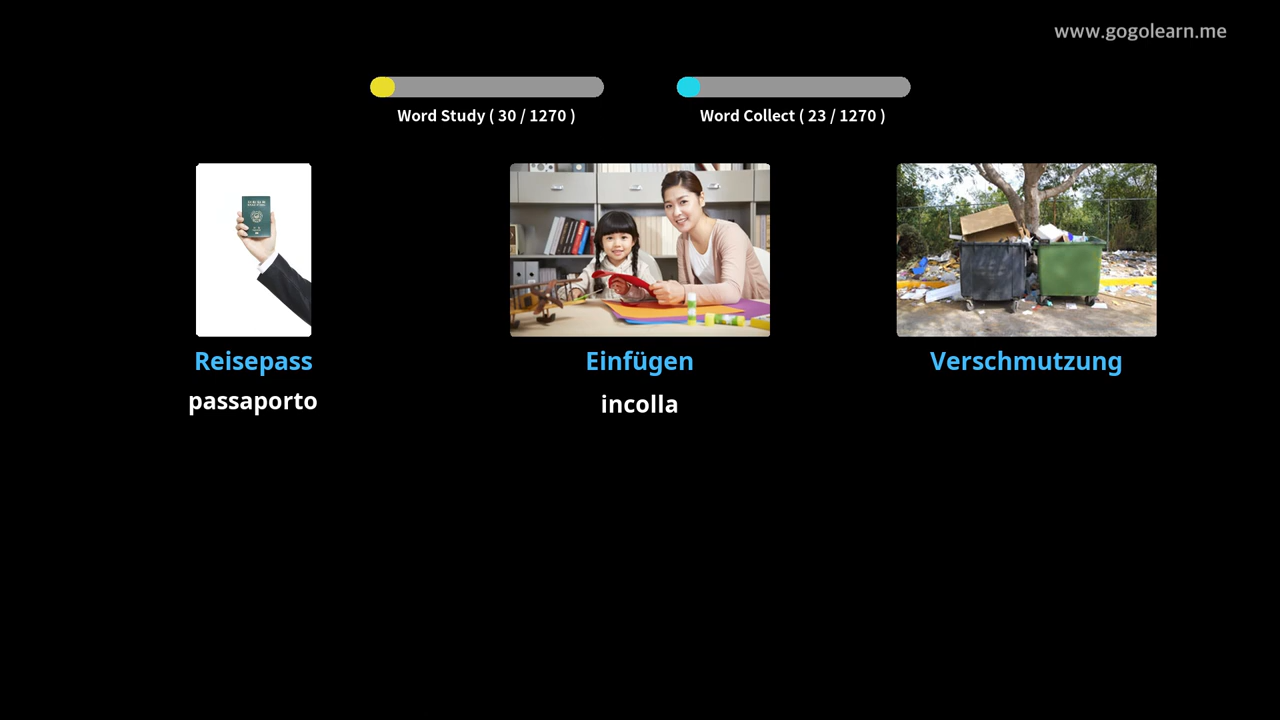 www.gogolearn.me
Word Study ( 30 / 1270 )
Word Collect ( 23 / 1270 )
Reisepass
passaporto
Einfügen
incolla
Verschmutzung